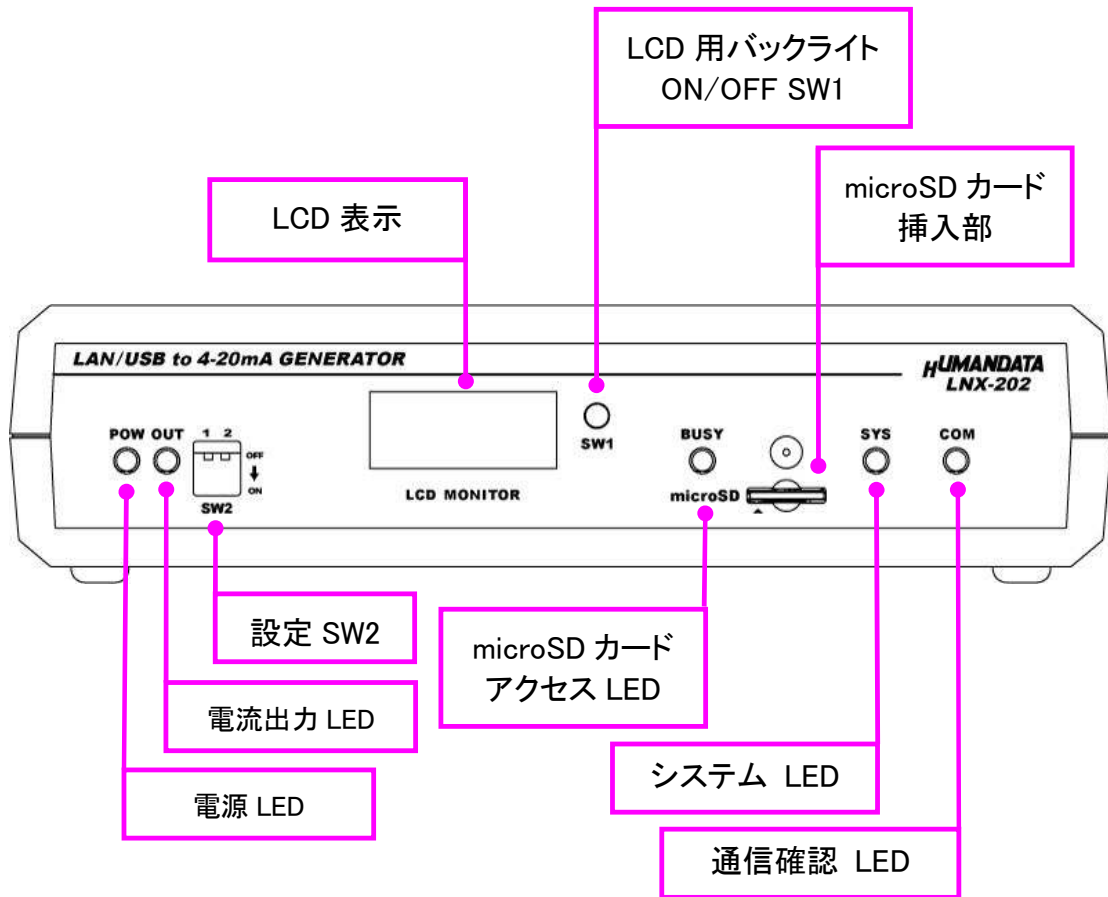 LCD 用バックライト
ON/OFF SW1
microSD カード
挿入部
LCD 表示
LAN/USB to 4-20mA GENERATOR
HUMANDATA
LNX-202
POW OUT
1 2
OFF
ON
SW2
LCD MONITOR
SW1
BUSY
microSD
SYS
COM
設定 SW2
microSD カード
アクセス LED
電流出力 LED
システム LED
電源 LED
通信確認 LED